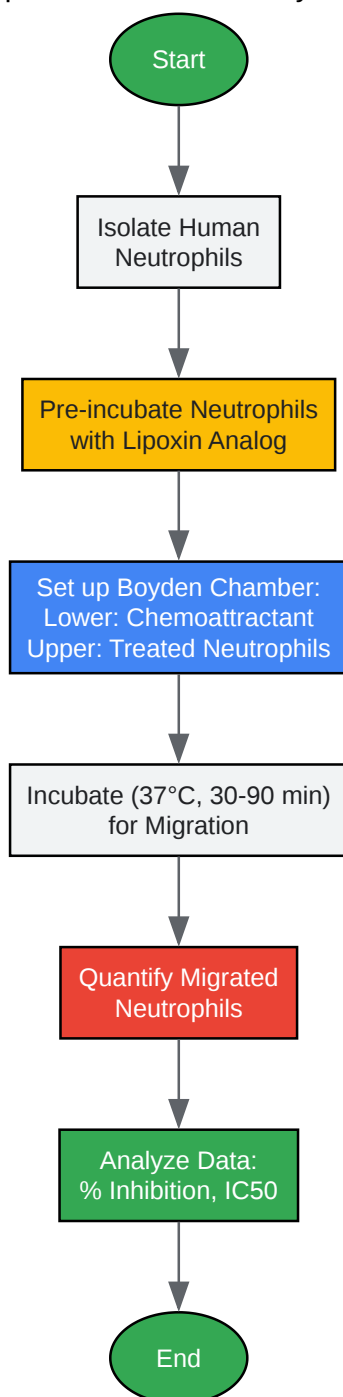 Start
Isolate Human
Neutrophils
Pre-incubate Neutrophils
with Lipoxin Analog
Set up Boyden Chamber:
Lower: Chemoattractant
Upper: Treated Neutrophils
Incubate (37°C, 30-90 min)
for Migration
Quantify Migrated
Neutrophils
Analyze Data:
% Inhibition, IC50
End